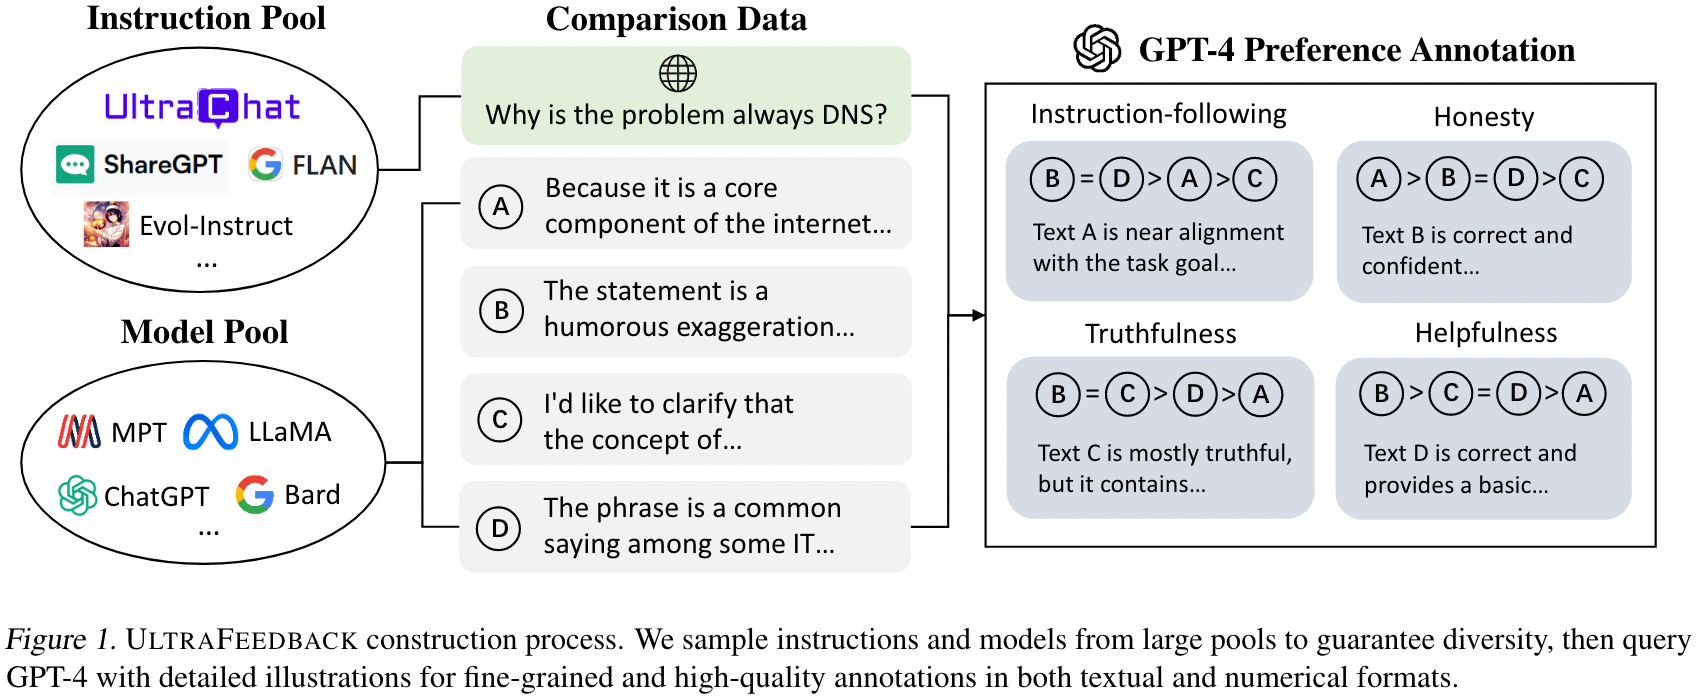 Instruction Pool
UltraChat
ShareGPT
FLAN
Evol-Instruct
...
Model Pool
MPT
LLaMA
ChatGPT
Bard
...
Comparison Data
Why is the problem always DNS?
A
Because it is a core
component of the internet...
B
The statement is a
humorous exaggeration...
C
I'd like to clarify that
the concept of...
D
The phrase is a common
saying among some IT...
GPT-4 Preference Annotation
Instruction-following
B = D > A > C
Text A is near alignment
with the task goal...
Honesty
A > B = D > C
Text B is correct and
confident...
Truthfulness
B = C > D > A
Text C is mostly truthful,
but it contains...
Helpfulness
B > C = D > A
Text D is correct and
provides a basic...
Figure 1. ULTRAFEEDBACK construction process. We sample instructions and models from large pools to guarantee diversity, then query
GPT-4 with detailed illustrations for fine-grained and high-quality annotations in both textual and numerical formats.